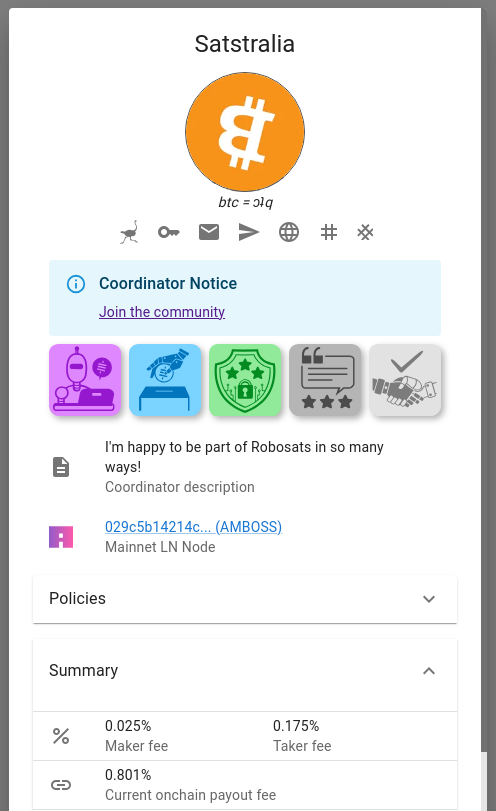 Satstralia
btc = ɔʇq
Coordinator Notice
Join the community
I'm happy to be part of Robosats in so many
ways!
Coordinator description
029c5b14214c... (AMBOSS)
Mainnet LN Node
Policies
Summary
0.025% 0.175%
Maker fee Taker fee
0.801%
Current onchain payout fee